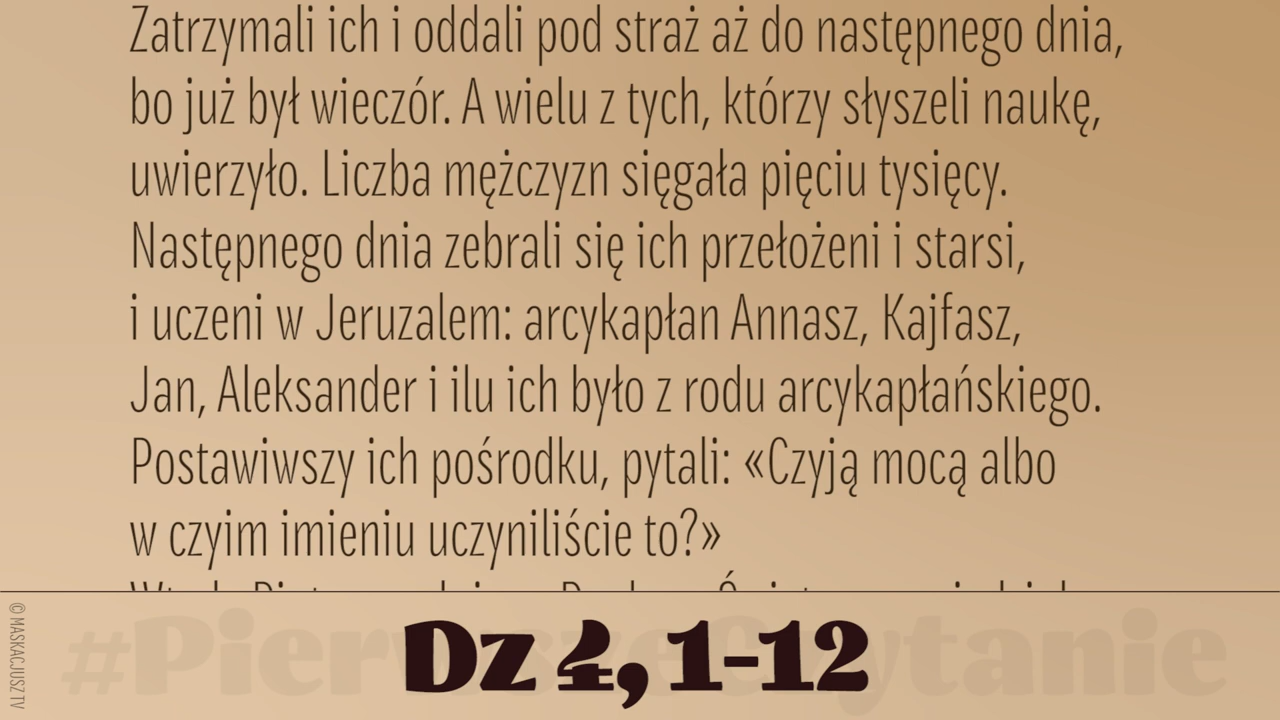 Zatrzymali ich i oddali pod straż aż do następnego dnia,
bo już był wieczór. A wielu z tych, którzy słyszeli naukę,
uwierzyło. Liczba mężczyzn sięgała pięciu tysięcy.
Następnego dnia zebrali się ich przełożeni i starsi,
i uczeni w Jeruzalem: arcykapłan Annasz, Kajfasz,
Jan, Aleksander i ilu ich było z rodu arcykapłańskiego.
Postawiwszy ich pośrodku, pytali: «Czyją mocą albo
w czyim imieniu uczyniliście to?»
#PierwszeCzytanie
Dz 4, 1-12
© MASKACJUSZ TV